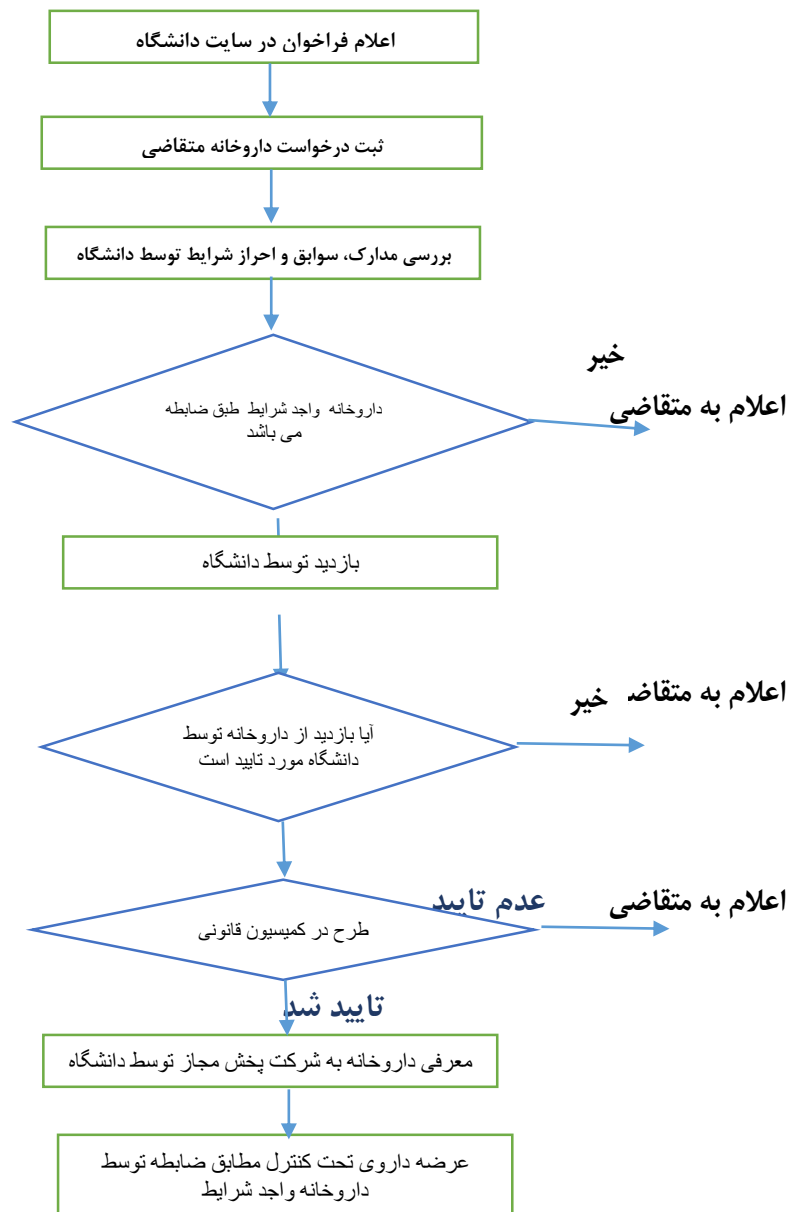 اعلام فراخوان در سایت دانشگاه
ثبت درخواست داروخانه متقاضی
بررسی مدارک، سوابق و احراز شرایط توسط دانشگاه
خیر
داروخانه واجد شرایط طبق ضابطه
می باشد
اعلام به متقاضی
بازدید توسط دانشگاه
اعلام به متقاض
خیر
آیا بازدید از داروخانه توسط
دانشگاه مورد تایید است
عدم تایید
اعلام به متقاضی
طرح در کمیسیون قانونی
تایید شد
معرفی داروخانه به شرکت پخش مجاز توسط دانشگاه
عرضه داروی تحت کنترل مطابق ضابطه توسط
داروخانه واجد شرایط